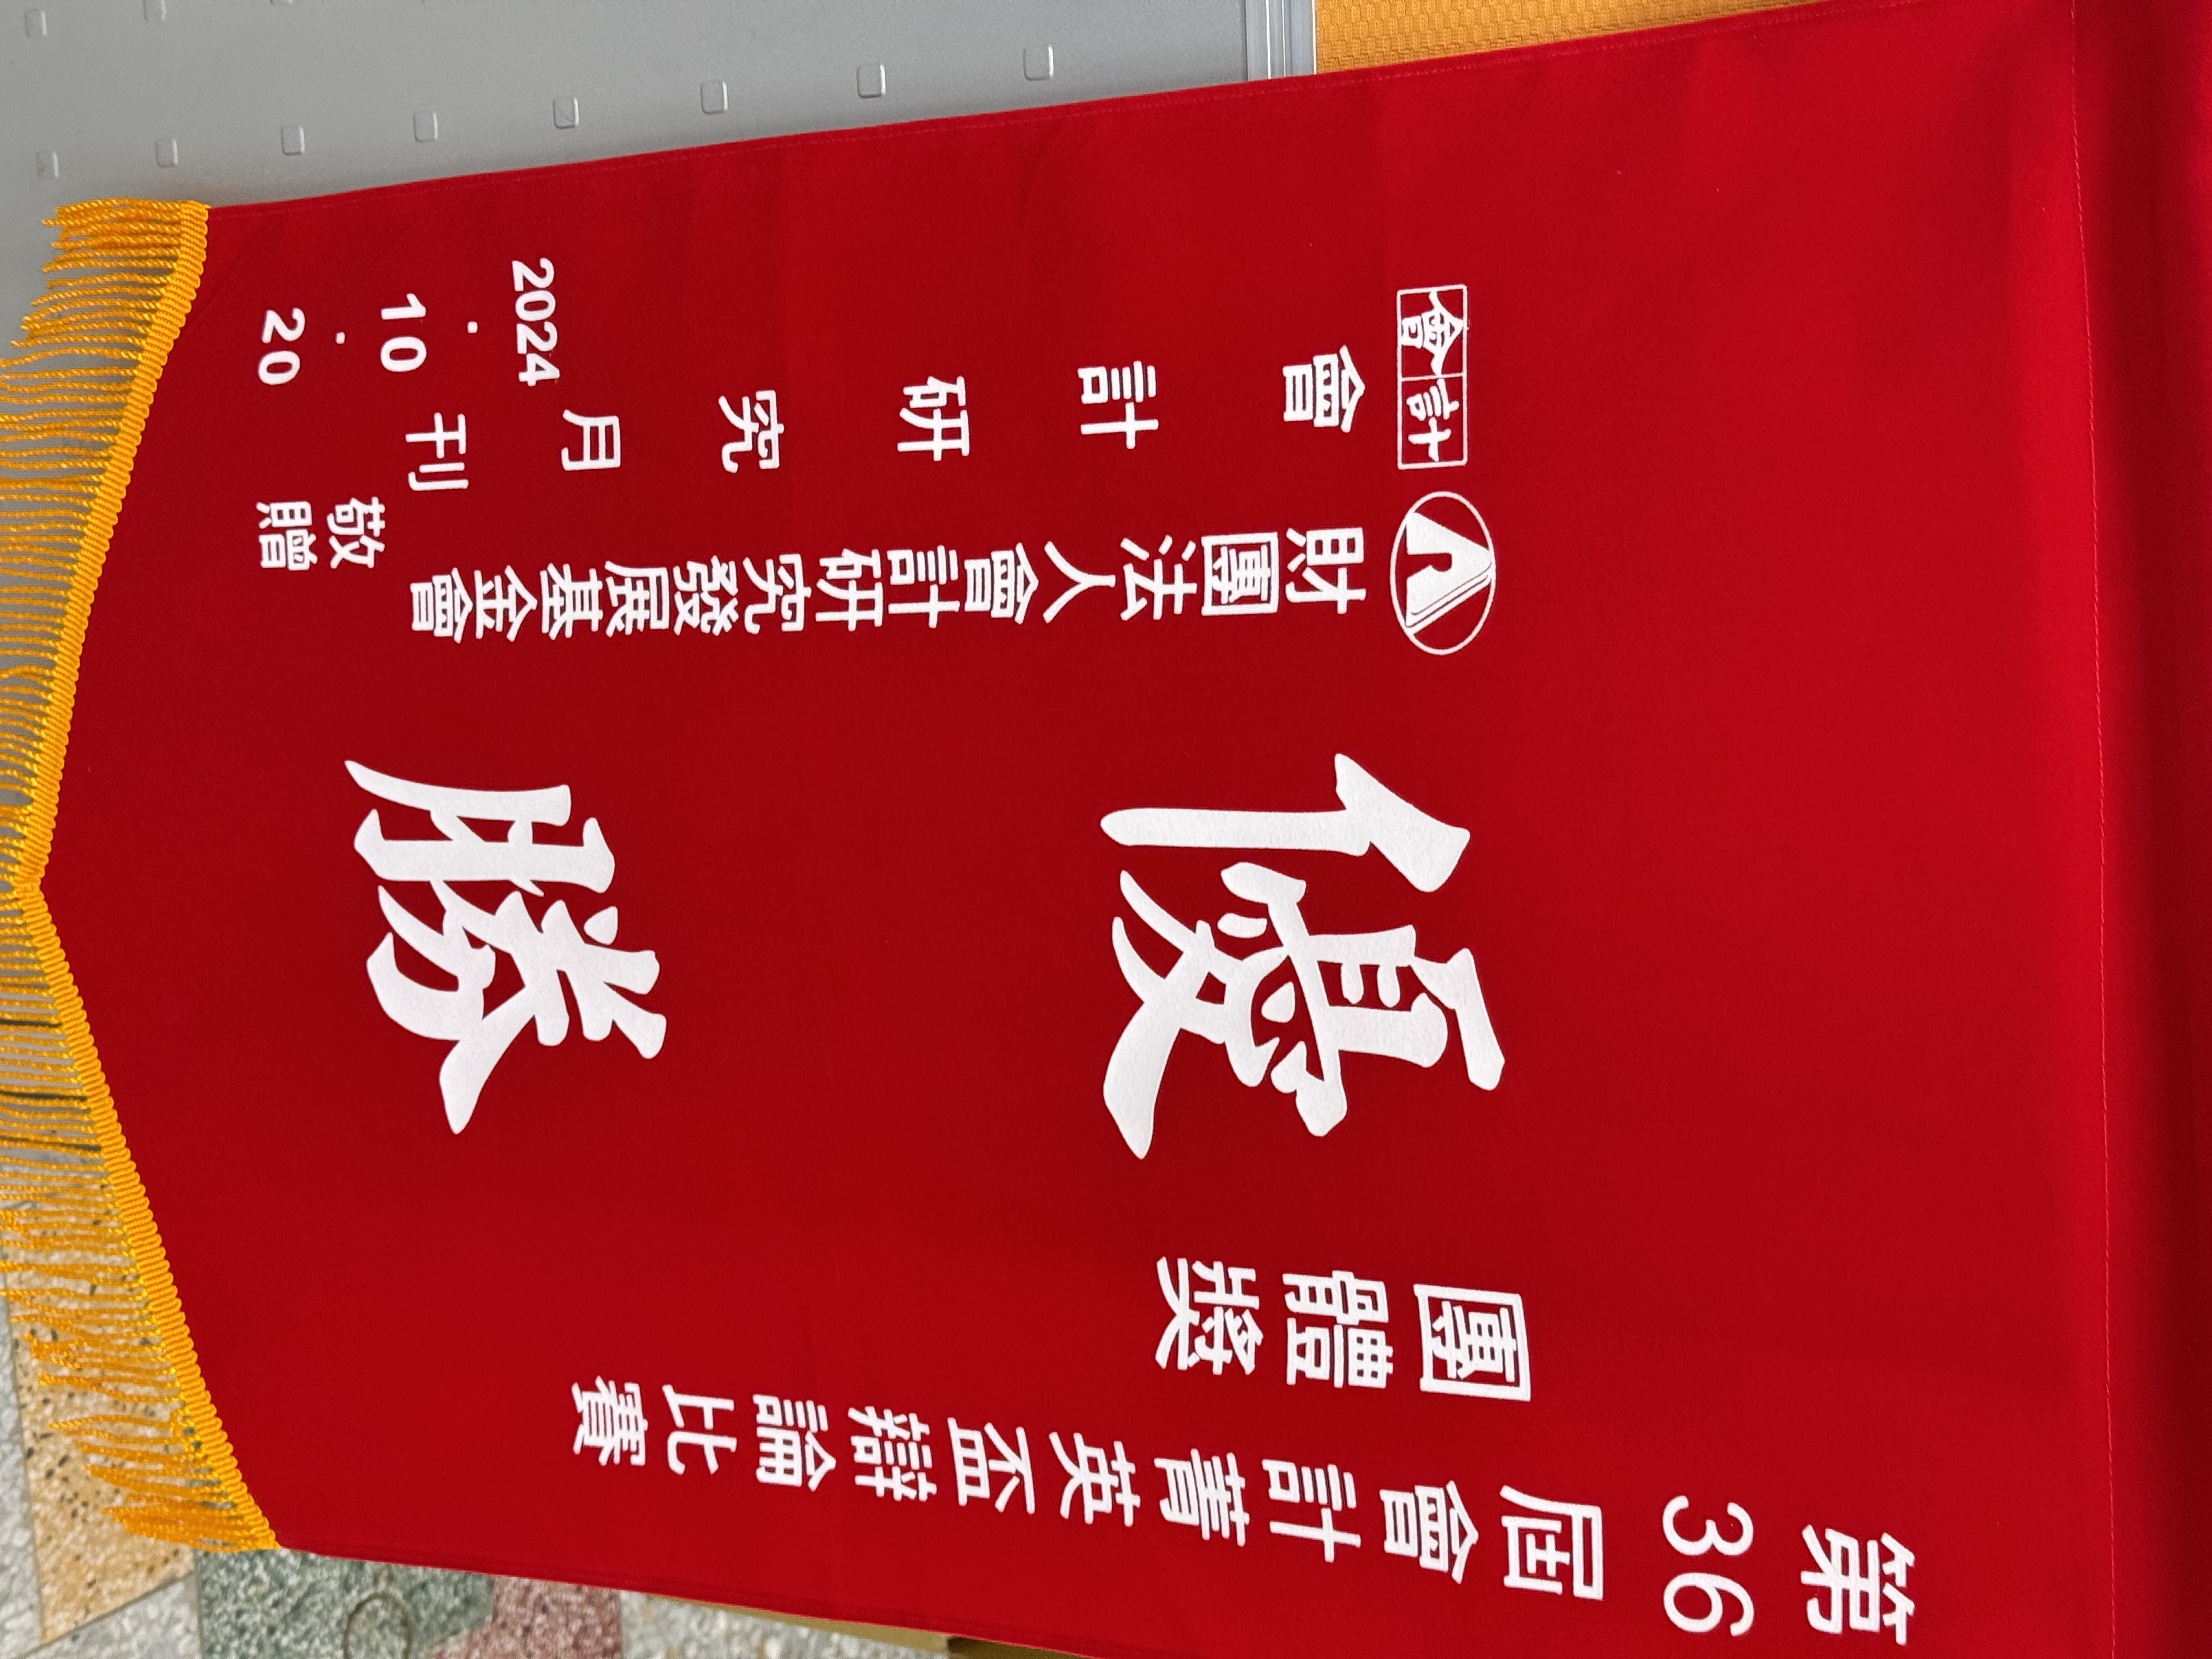 第36屆會計菁英盃辯論比賽
團體獎
優勝
會計
財團法人會計研究發展基金會
會計研究月刊
敬贈
2024.10.20